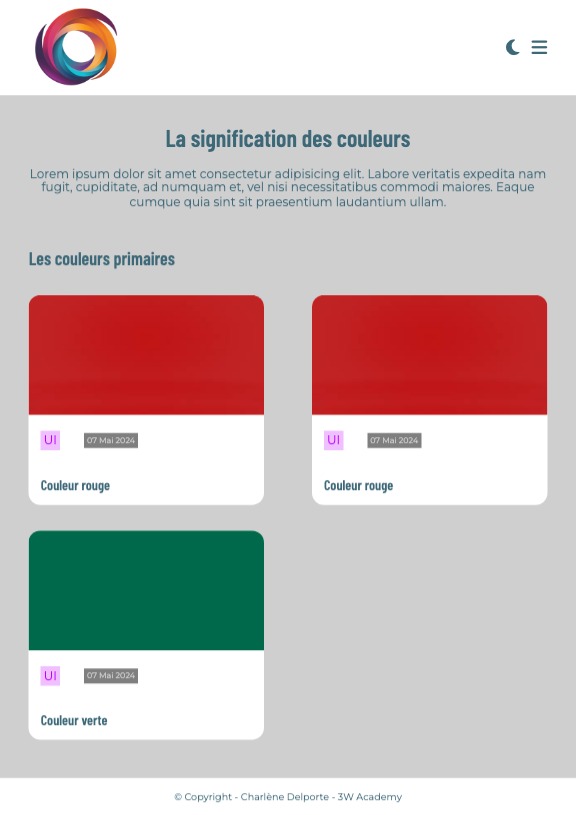 La signification des couleurs
Lorem ipsum dolor sit amet consectetur adipisicing elit. Labore veritatis expedita nam
fugit, cupiditate, ad numquam et, vel nisi necessitatibus commodi maiores. Eaque
cumque quia sint sit praesentium laudantium ullam.
Les couleurs primaires
UI 07 Mai 2024
Couleur rouge
UI 07 Mai 2024
Couleur rouge
UI 07 Mai 2024
Couleur verte
© Copyright - Charlène Delporte - 3W Academy